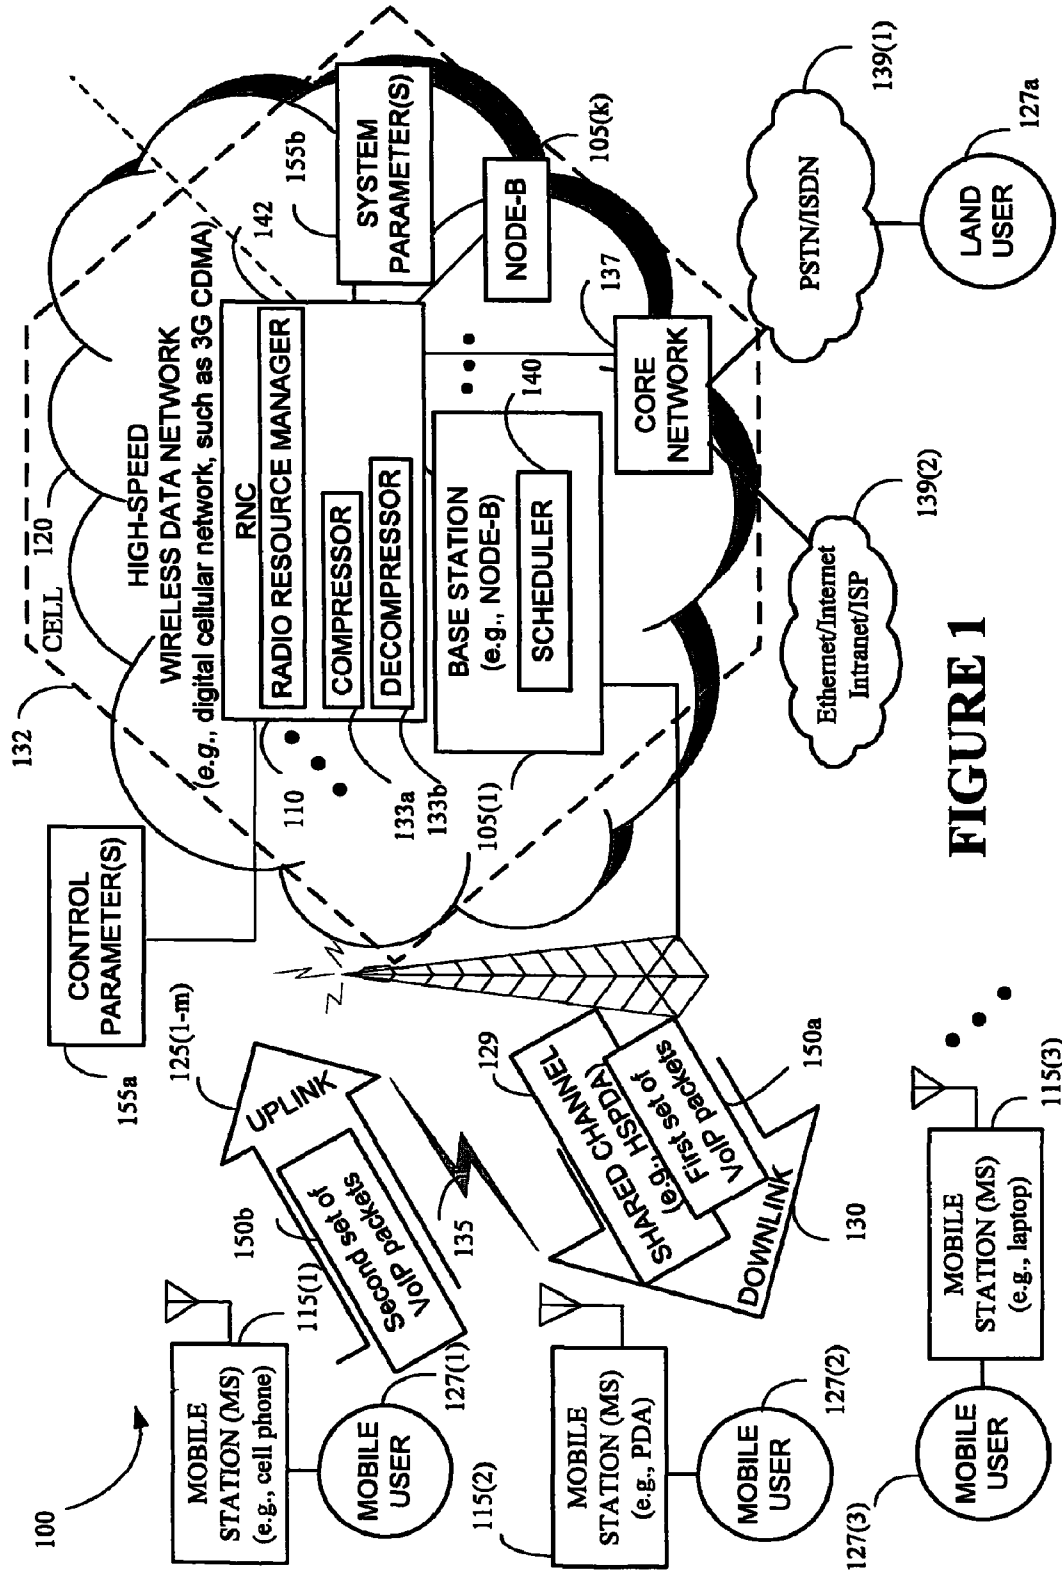 100
MOBILE
STATION (MS)
(e.g., cell phone)
115(1)
MOBILE
USER
127(1)
150b
Second set of
VoIP packets
UPLINK
125(1-m)
135
155a
CONTROL
PARAMETER(S)
132
CELL
120
HIGH-SPEED
WIRELESS DATA NETWORK
(e.g., digital cellular network, such as 3G CDMA)
142
RNC
RADIO RESOURCE MANAGER
COMPRESSOR
DECOMPRESSOR
110
133a
133b
155b
SYSTEM
PARAMETER(S)
NODE-B
105(k)
105(1)
BASE STATION
(e.g., NODE-B)
SCHEDULER
140
137
CORE
NETWORK
115(2)
MOBILE
STATION (MS)
(e.g., PDA)
MOBILE
USER
127(2)
129
SHARED CHANNEL
(e.g., HSPDA)
First set of
VoIP packets
150a
DOWNLINK
130
127(3)
MOBILE
USER
MOBILE
STATION (MS)
(e.g., laptop)
115(3)
Ethernet/Internet
Intranet/ISP
139(2)
PSTN/ISDN
139(1)
LAND
USER
127a
FIGURE 1